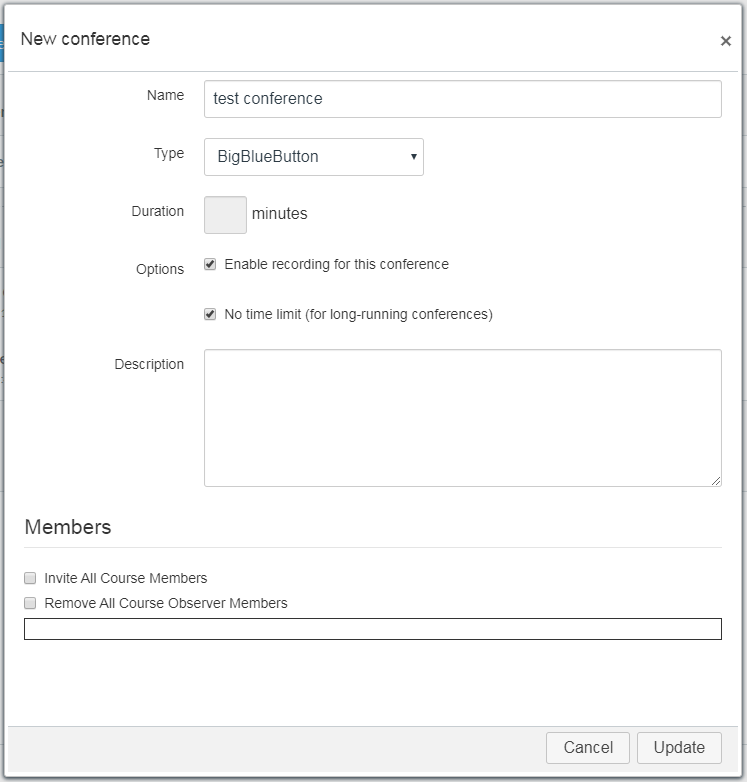 New conference
×
Name
test conference
Type
BigBlueButton
Duration
minutes
Options
Enable recording for this conference
No time limit (for long-running conferences)
Description
Members
Invite All Course Members
Remove All Course Observer Members
Cancel
Update